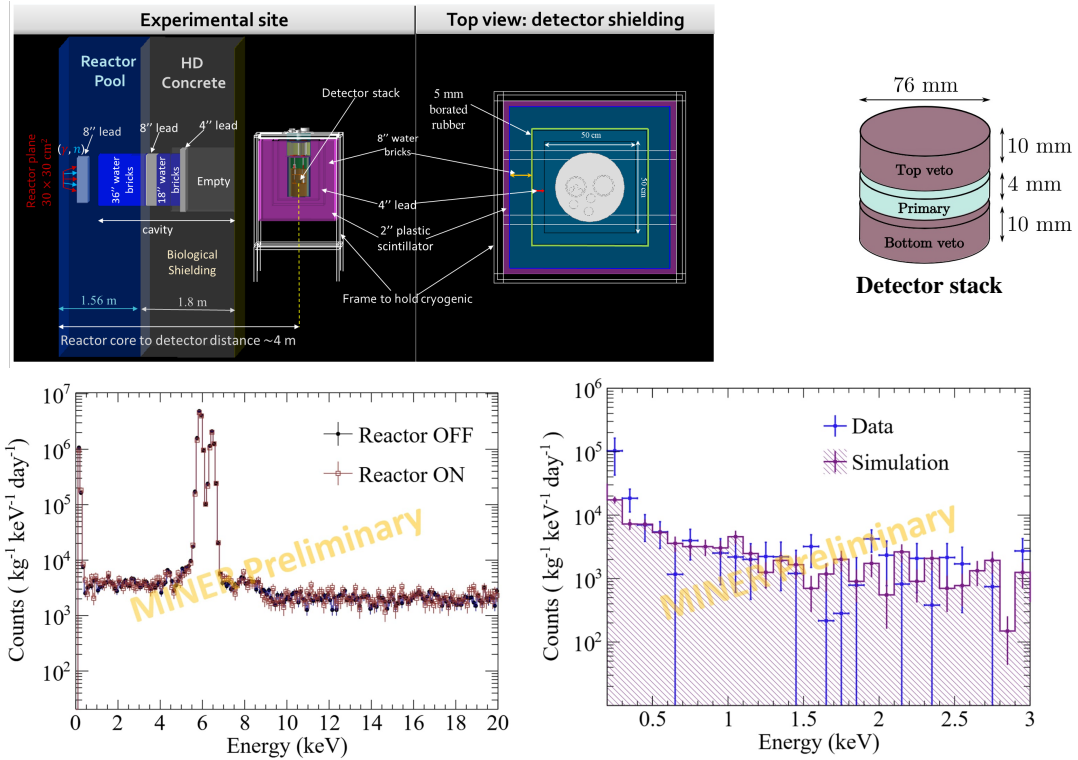 Experimental site
Top view: detector shielding
Reactor
Pool
HD
Concrete
Detector stack
8'' lead
8'' lead
4'' lead
(γ, n)
Reactor plane
30 × 30 cm²
36'' water
bricks
18'' water
bricks
Empty
cavity
Biological
Shielding
1.56 m
1.8 m
Reactor core to detector distance ~4 m
5 mm
borated
rubber
8'' water
bricks
4'' lead
2'' plastic
scintillator
Frame to hold cryogenic
50 cm
50 cm
76 mm
10 mm
4 mm
10 mm
Top veto
Primary
Bottom veto
Detector stack
Counts ( kg⁻¹ keV⁻¹ day⁻¹)
10⁷
10⁶
10⁵
10⁴
10³
10²
Reactor OFF
Reactor ON
MINER Preliminary
0 2 4 6 8 10 12 14 16 18 20
Energy (keV)
Counts ( kg⁻¹ keV⁻¹ day⁻¹)
10⁶
10⁵
10⁴
10³
10²
Data
Simulation
MINER Preliminary
0.5 1 1.5 2 2.5 3
Energy (keV)